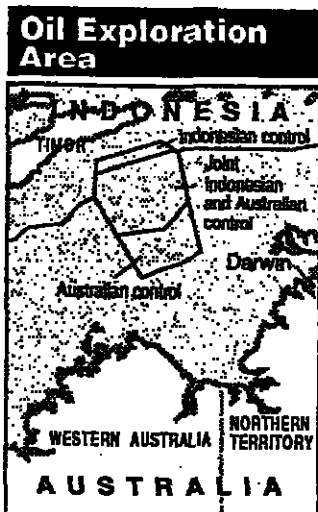 Oil Exploration
Area
INDONESIA
TIMOR
Indonesian control
Joint
Indonesian
and Australian
control
Darwin
Australian control
WESTERN AUSTRALIA
NORTHERN
TERRITORY
AUSTRALIA